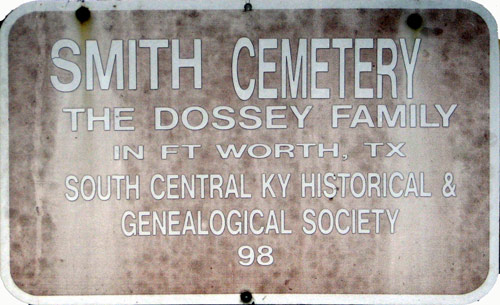 SMITH CEMETERY
THE DOSSEY FAMILY
IN FT WORTH, TX
SOUTH CENTRAL KY HISTORICAL &
GENEALOGICAL SOCIETY
98